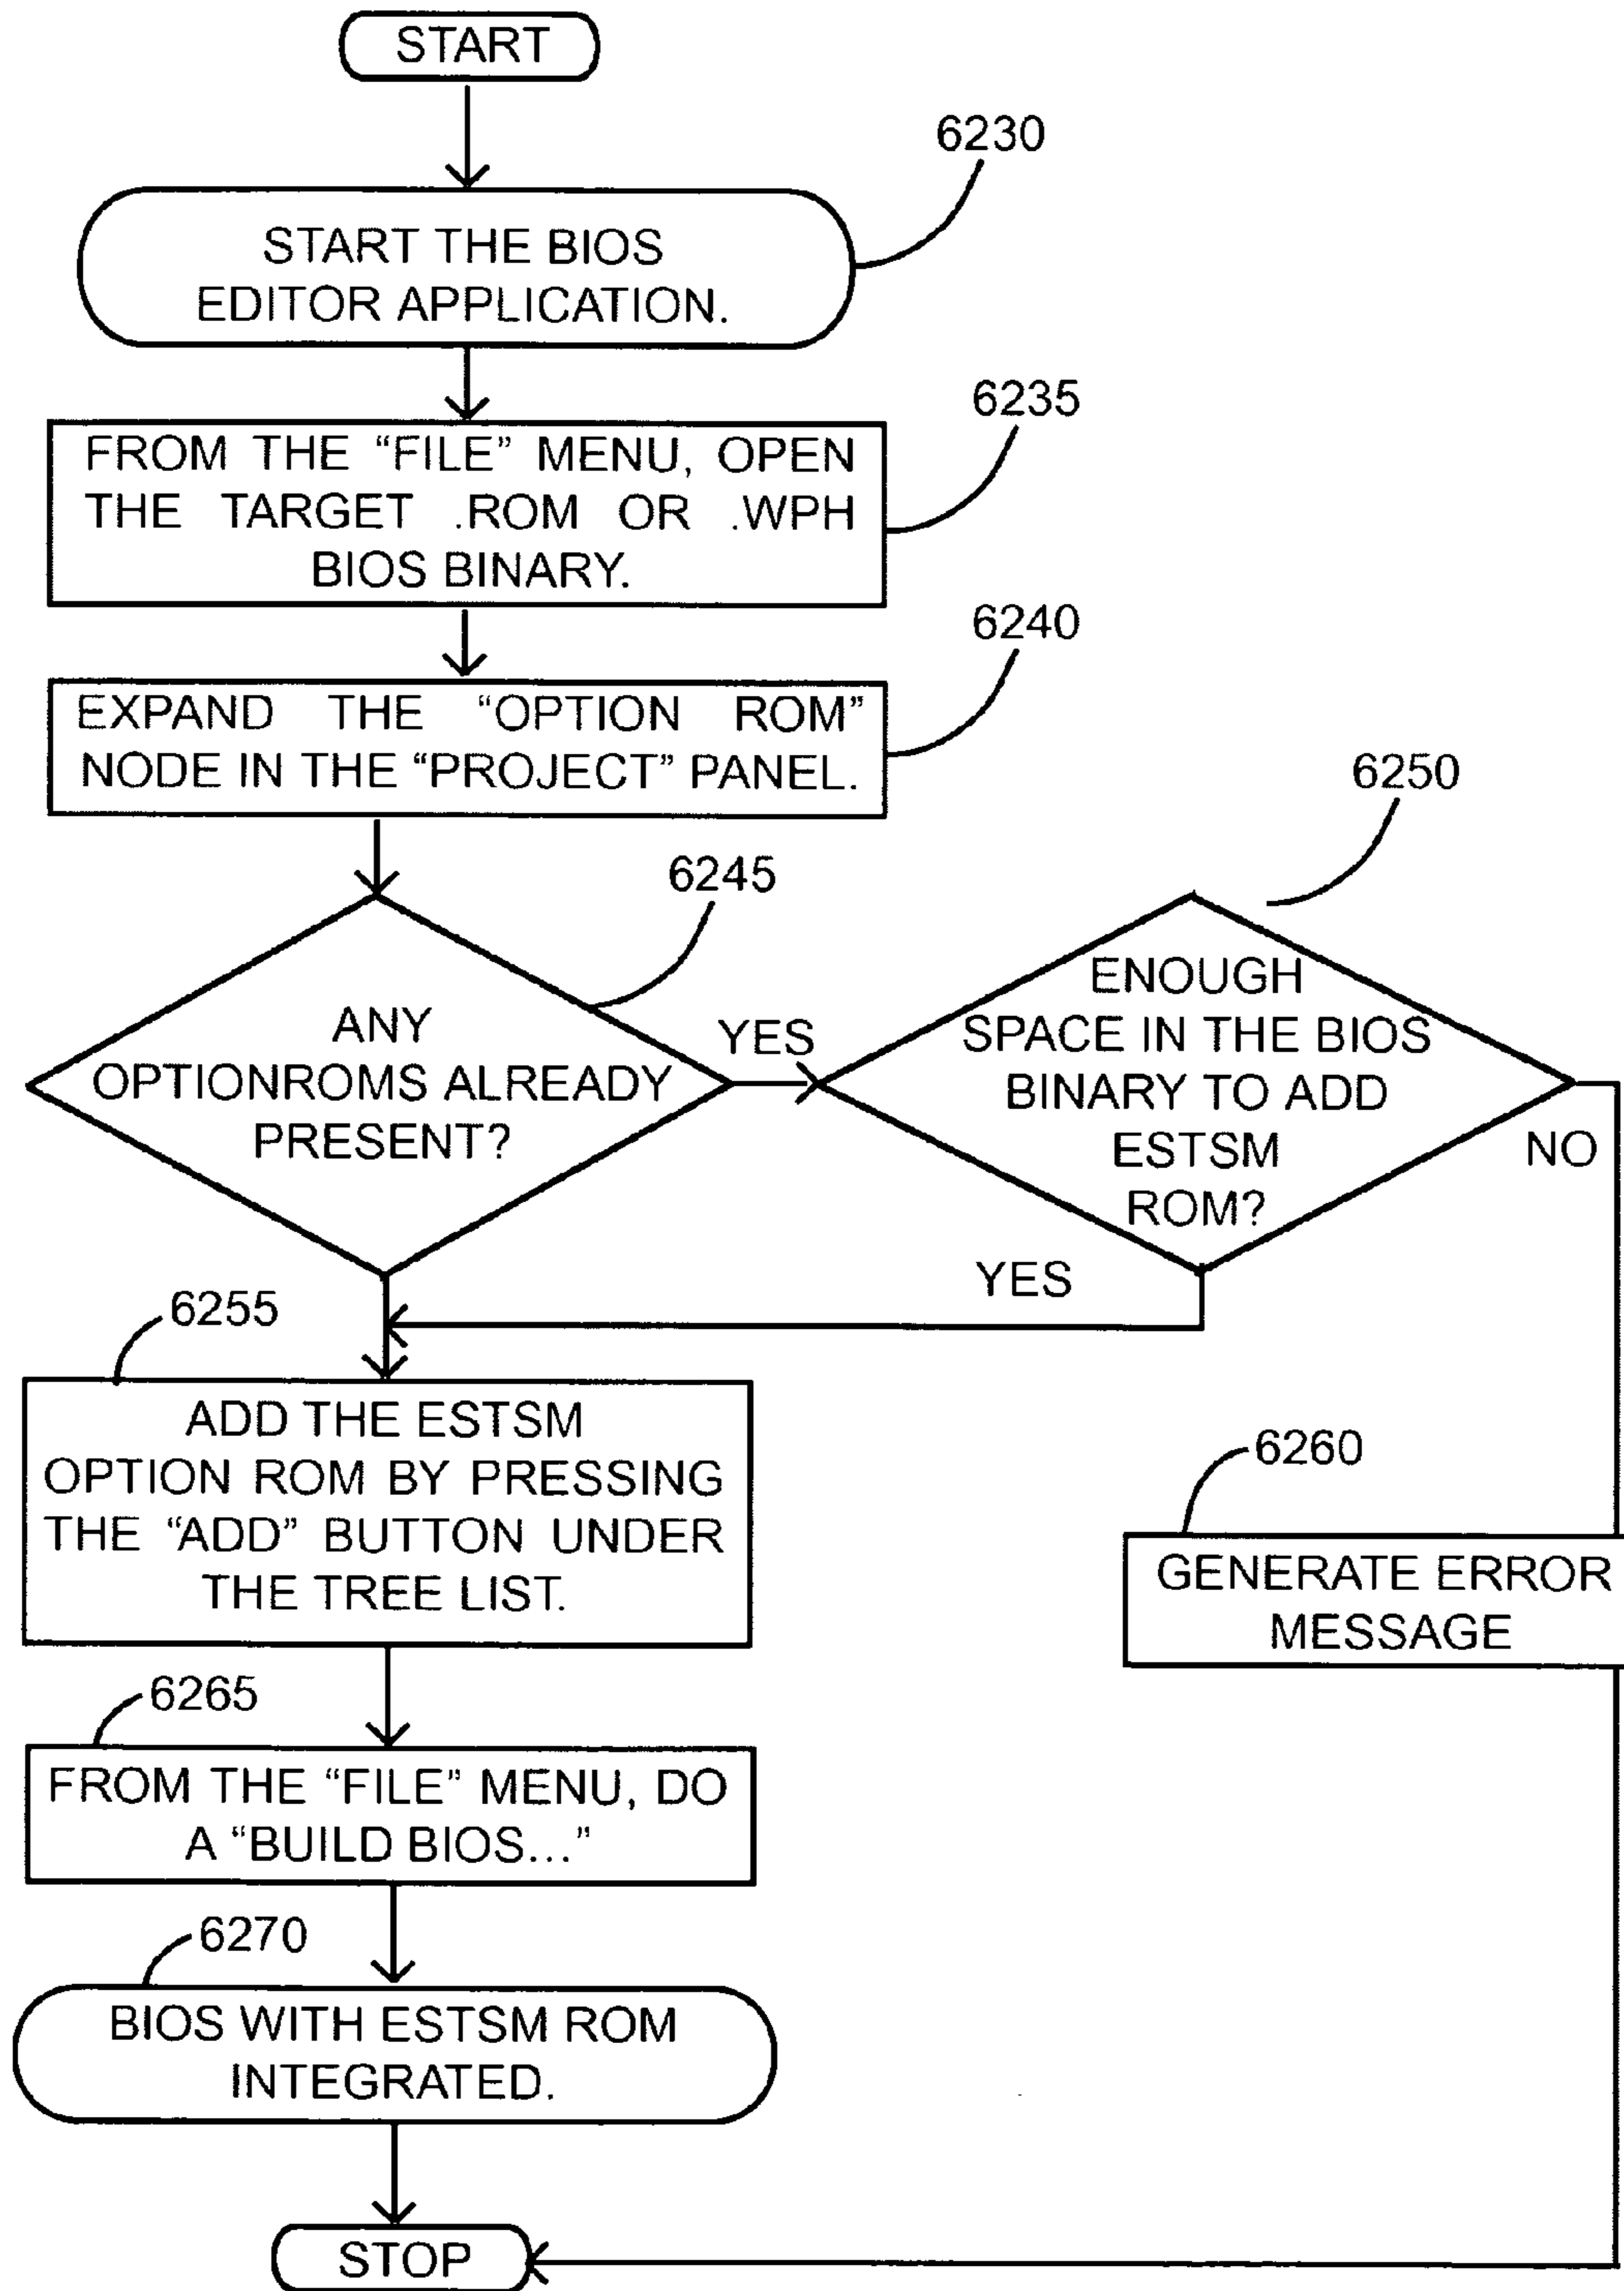 START
6230
START THE BIOS
EDITOR APPLICATION.
6235
FROM THE “FILE” MENU, OPEN
THE TARGET .ROM OR .WPH
BIOS BINARY.
6240
EXPAND THE “OPTION ROM”
NODE IN THE “PROJECT” PANEL.
6245
ANY
OPTIONROMS ALREADY
PRESENT?
YES
6250
ENOUGH
SPACE IN THE BIOS
BINARY TO ADD
ESTSM
ROM?
NO
YES
6255
ADD THE ESTSM
OPTION ROM BY PRESSING
THE “ADD” BUTTON UNDER
THE TREE LIST.
6260
GENERATE ERROR
MESSAGE
6265
FROM THE “FILE” MENU, DO
A “BUILD BIOS...”
6270
BIOS WITH ESTSM ROM
INTEGRATED.
STOP